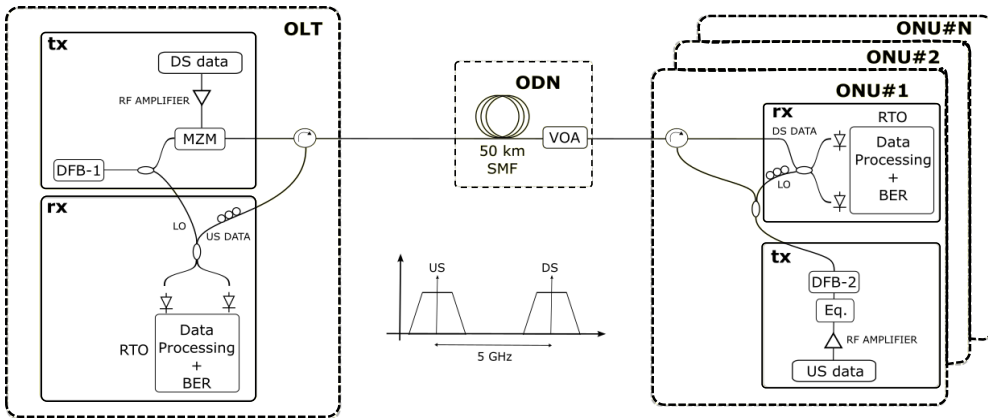 OLT
tx
DS data
RF AMPLIFIER
MZM
DFB-1
rx
LO
US DATA
RTO
Data
Processing
+
BER
ODN
50 km
SMF
VOA
US
DS
5 GHz
ONU#N
ONU#2
ONU#1
rx
RTO
DS DATA
LO
Data
Processing
+
BER
tx
DFB-2
Eq.
RF AMPLIFIER
US data